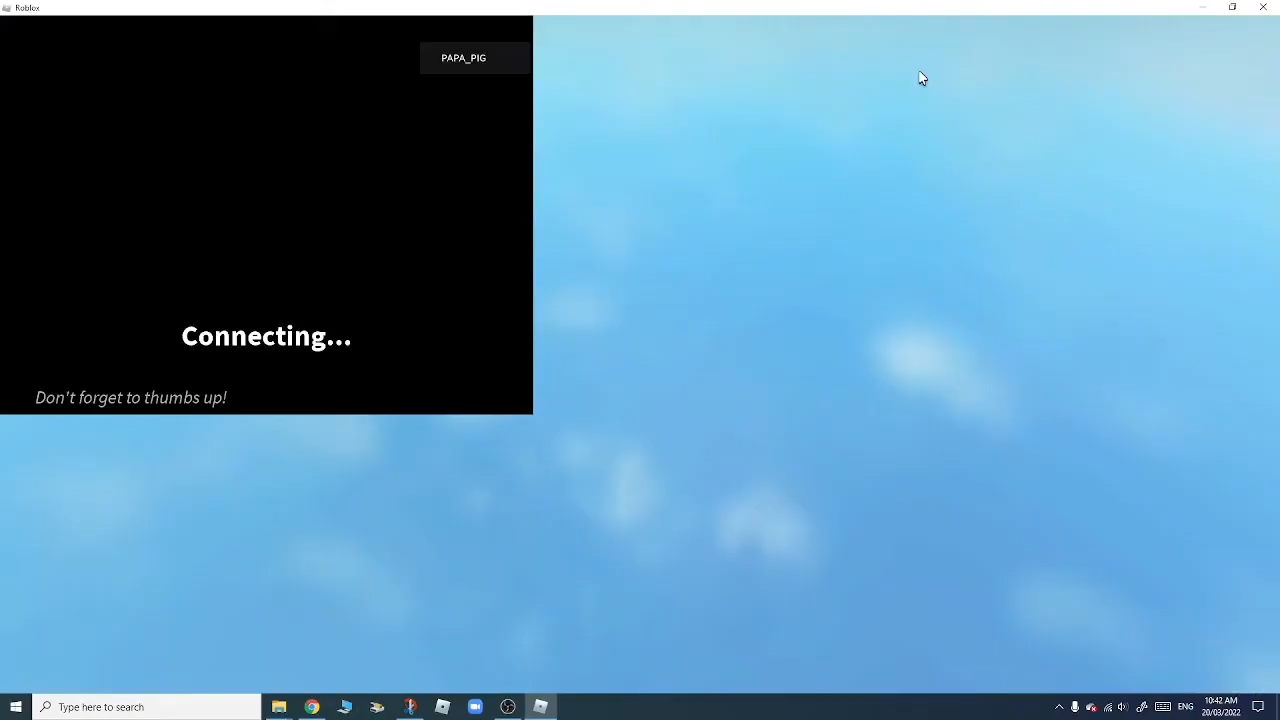 Roblox
PAPA_PIG
Connecting...
Don't forget to thumbs up!
Type here to search
ENG
10:42 AM
20/03/2022